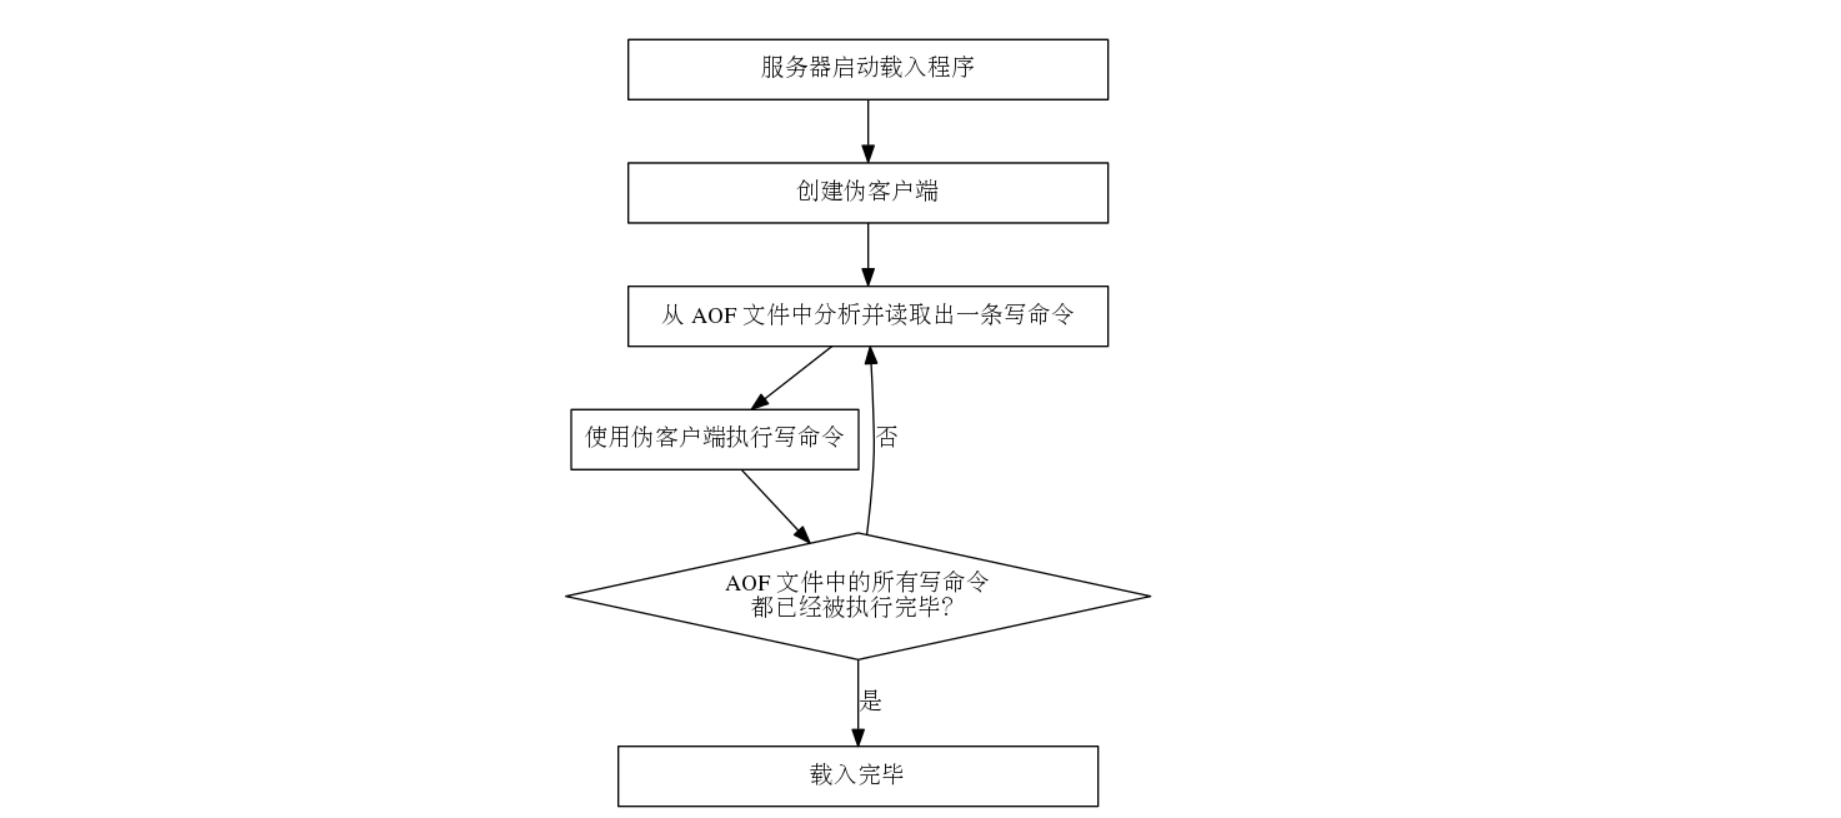 服务器启动载入程序
创建伪客户端
从 AOF 文件中分析并读取出一条写命令
使用伪客户端执行写命令
否
AOF 文件中的所有写命令
都已经被执行完毕？
是
载入完毕